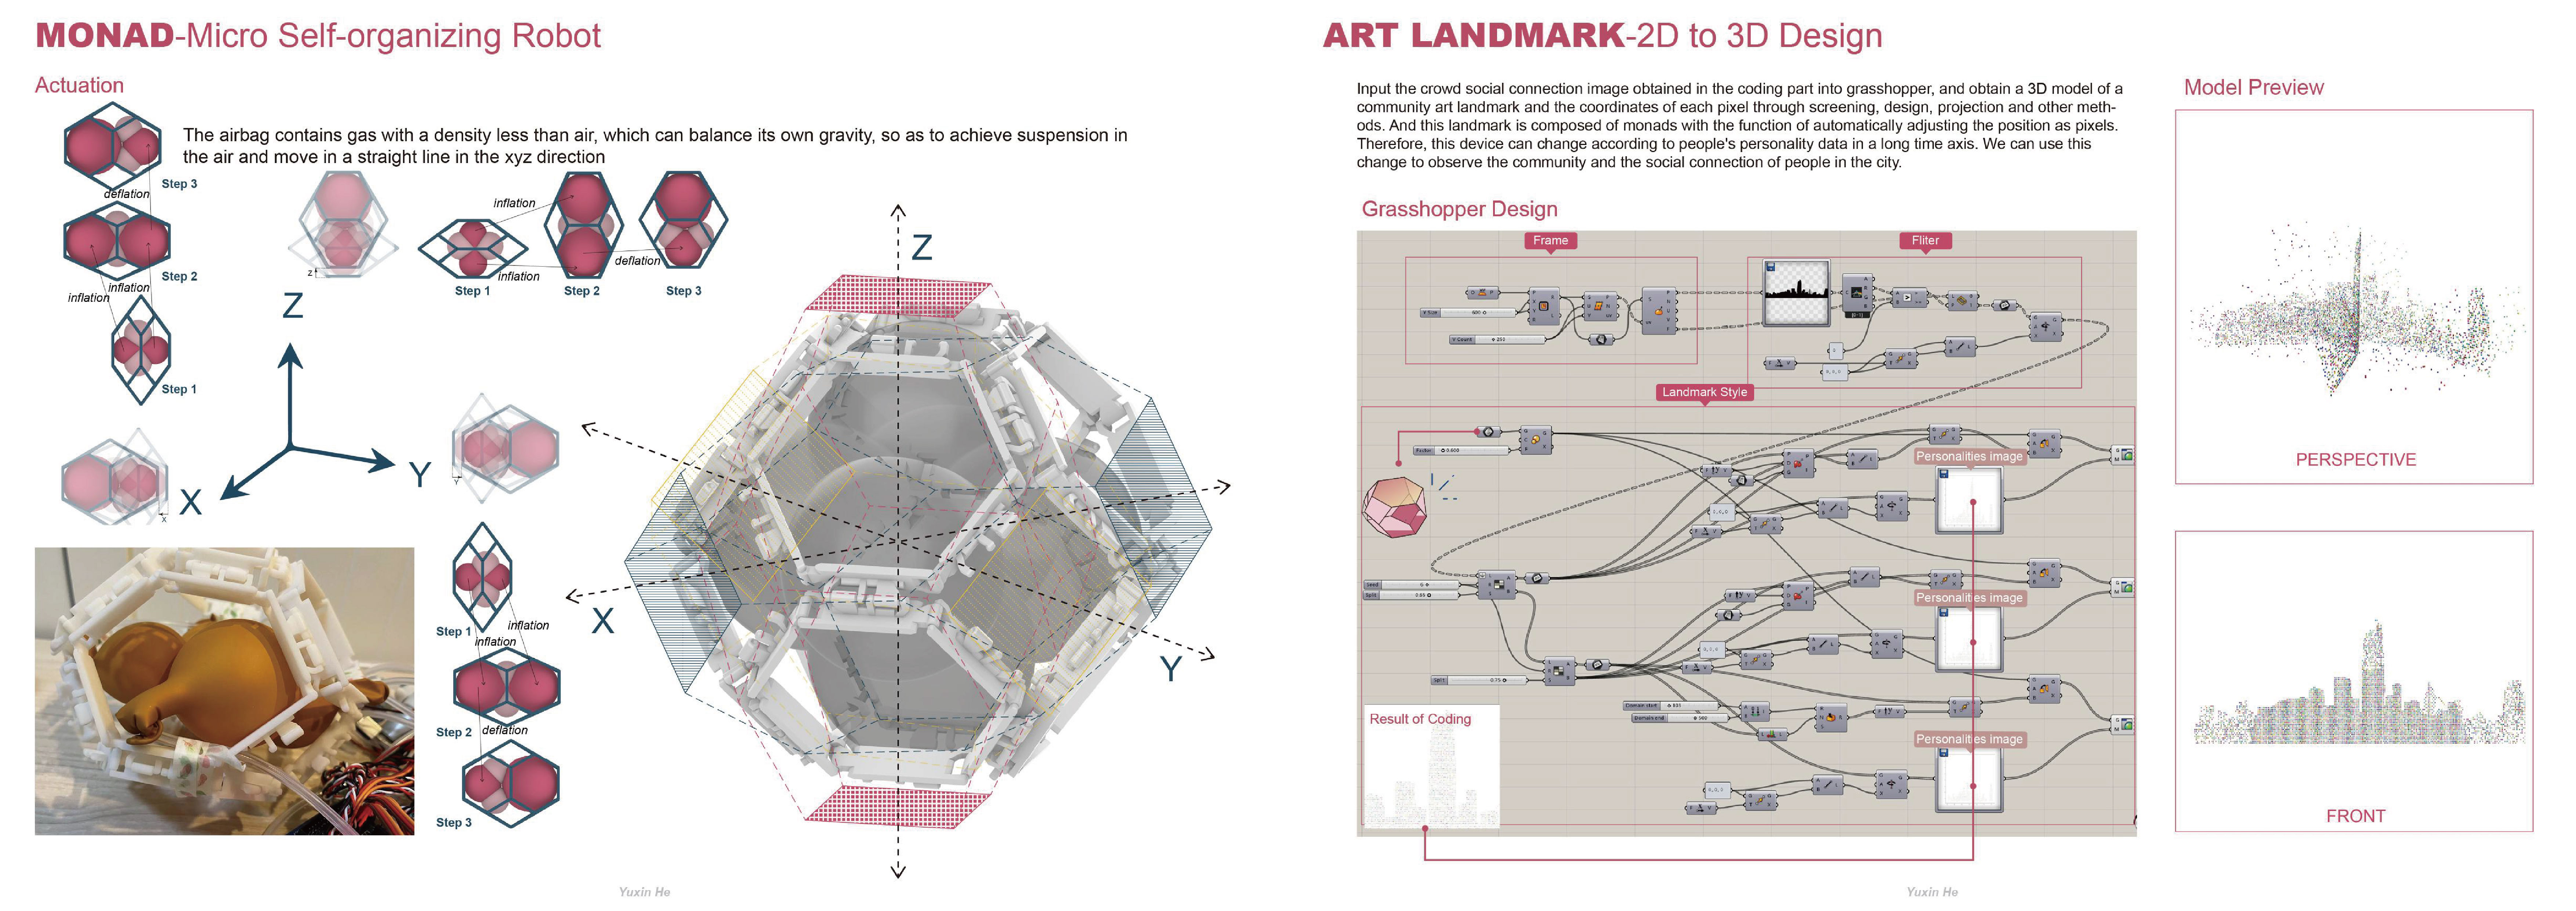 MONAD-Micro Self-organizing Robot
Actuation
The airbag contains gas with a density less than air, which can balance its own gravity, so as to achieve suspension in
the air and move in a straight line in the xyz direction
Step 3
deflation
Step 2
inflation
inflation
Step 1
Z
inflation
inflation
deflation
Step 1
Step 2
Step 3
Z
X
Y
X
Y
Step 1
inflation
inflation
Step 2
deflation
Step 3
Z
X
Y
Yuxin He
ART LANDMARK-2D to 3D Design
Input the crowd social connection image obtained in the coding part into grasshopper, and obtain a 3D model of a
community art landmark and the coordinates of each pixel through screening, design, projection and other meth-
ods. And this landmark is composed of monads with the function of automatically adjusting the position as pixels.
Therefore, this device can change according to people's personality data in a long time axis. We can use this
change to observe the community and the social connection of people in the city.
Grasshopper Design
Frame
Fliter
Landmark Style
Personalities image
Personalities image
Personalities image
Result of Coding
Model Preview
PERSPECTIVE
FRONT
Yuxin He